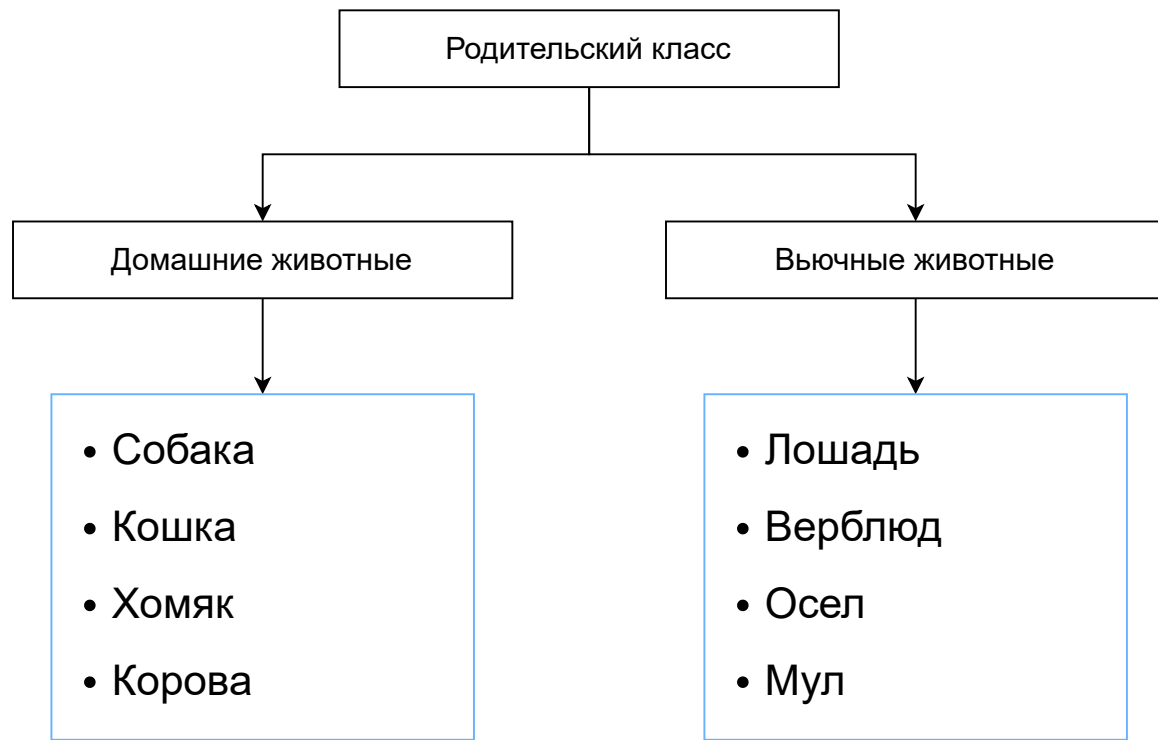 Родительский класс
Домашние животные
Вьючные животные
• Собака
• Кошка
• Хомяк
• Корова
• Лошадь
• Верблюд
• Осел
• Мул